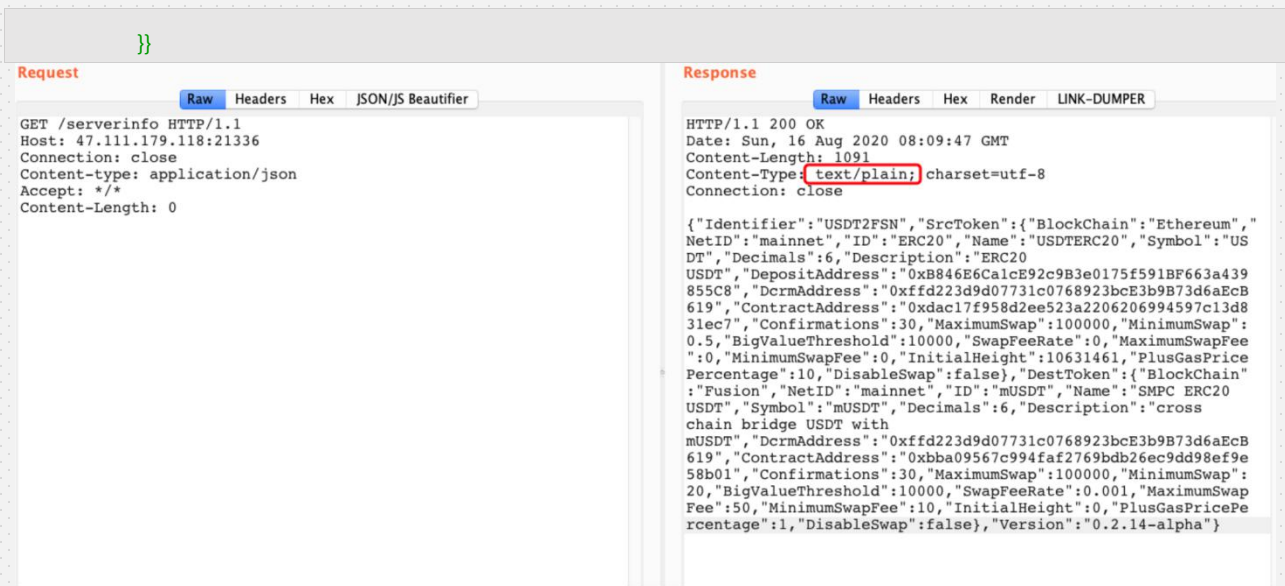 }}
Request
Raw Headers Hex JSON/JS Beautifier
GET /serverinfo HTTP/1.1
Host: 47.111.179.118:21336
Connection: close
Content-type: application/json
Accept: */*
Content-Length: 0
Response
Raw Headers Hex Render LINK-DUMPER
HTTP/1.1 200 OK
Date: Sun, 16 Aug 2020 08:09:47 GMT
Content-Length: 1091
Content-Type: text/plain; charset=utf-8
Connection: close
{"Identifier":"USDT2FSN","SrcToken":{"BlockChain":"Ethereum","
NetID":"mainnet","ID":"ERC20","Name":"USDTERC20","Symbol":"US
DT","Decimals":6,"Description":"ERC20
USDT","DepositAddress":"0xB846E6Ca1cE92c9B3e0175f591BF663a439
855C8","DcrmAddress":"0xffd223d9d07731c0768923bcE3b9B73d6aEcB
619","ContractAddress":"0xdac17f958d2ee523a2206206994597c13d8
31ec7","Confirmations":30,"MaximumSwap":100000,"MinimumSwap":
0.5,"BigValueThreshold":10000,"SwapFeeRate":0,"MaximumSwapFee
":0,"MinimumSwapFee":0,"InitialHeight":10631461,"PlusGasPrice
Percentage":10,"DisableSwap":false},"DestToken":{"BlockChain"
:"Fusion","NetID":"mainnet","ID":"mUSDT","Name":"SMPC ERC20
USDT","Symbol":"mUSDT","Decimals":6,"Description":"cross
chain bridge USDT with
mUSDT","DcrmAddress":"0xffd223d9d07731c0768923bcE3b9B73d6aEcB
619","ContractAddress":"0xbba09567c994faf2769bdb26ec9dd98ef9e
58b01","Confirmations":30,"MaximumSwap":100000,"MinimumSwap":
20,"BigValueThreshold":10000,"SwapFeeRate":0.001,"MaximumSwap
Fee":50,"MinimumSwapFee":10,"InitialHeight":0,"PlusGasPricePe
rcentage":1,"DisableSwap":false},"Version":"0.2.14-alpha"}